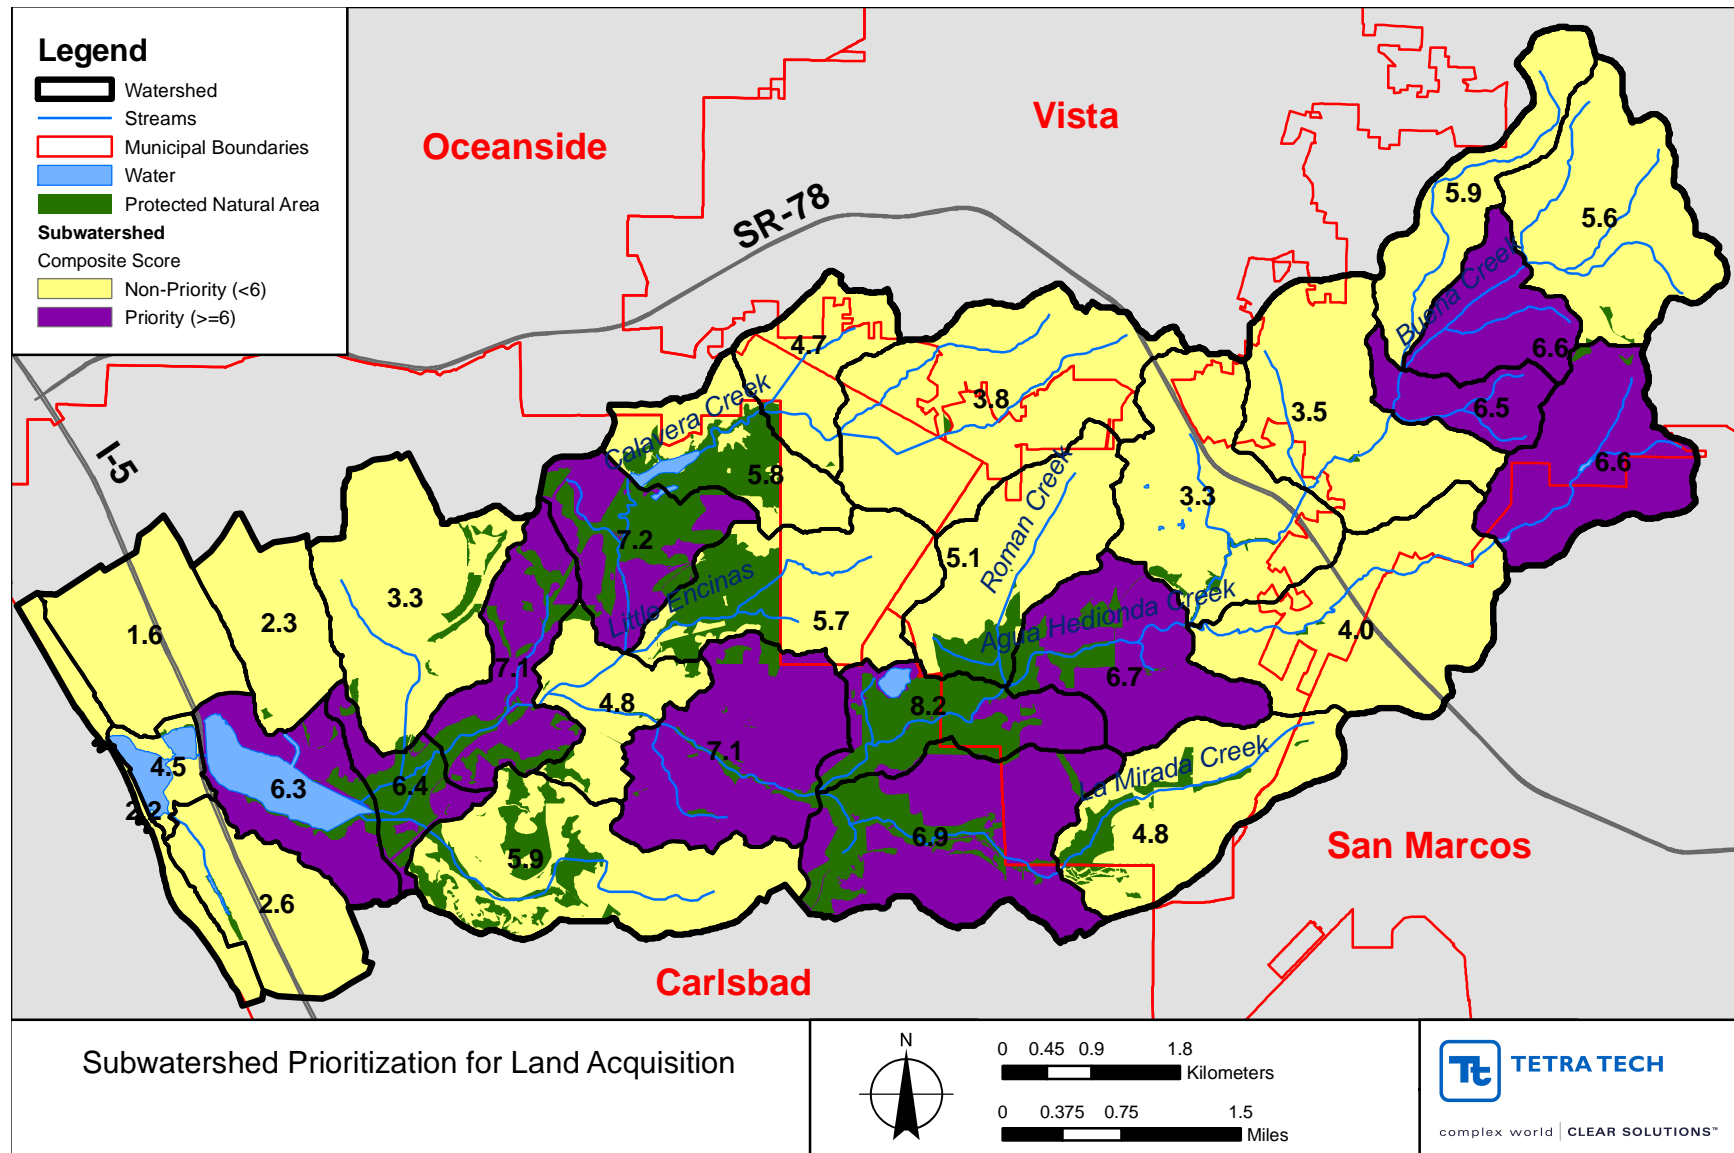 Legend
Watershed
Streams
Municipal Boundaries
Water
Protected Natural Area
Subwatershed
Composite Score
Non-Priority (<6)
Priority (>=6)
Oceanside
Vista
SR-78
I-5
5.9
5.6
Buena Creek
6.6
6.5
6.6
4.7
3.8
3.5
Calavera Creek
5.8
3.3
7.2
Roman Creek
5.1
Little Encinas
5.7
Agua Hedionda Creek
4.0
3.3
2.3
1.6
7.1
4.8
6.7
8.2
7.1
La Mirada Creek
4.5
6.3
6.4
2.2
6.9
4.8
5.9
2.6
San Marcos
Carlsbad
Subwatershed Prioritization for Land Acquisition
N
0 0.45 0.9 1.8
Kilometers
0 0.375 0.75 1.5
Miles
Tt TETRA TECH
complex world | CLEAR SOLUTIONS™